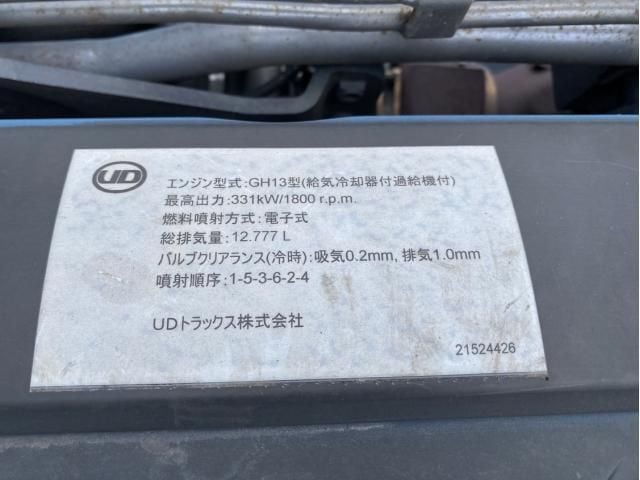 UD
エンジン型式:GH13型(給気冷却器付過給機付)
最高出力:331kW/1800 r.p.m.
燃料噴射方式:電子式
総排気量:12.777 L
バルブクリアランス(冷時):吸気0.2mm, 排気1.0mm
噴射順序:1-5-3-6-2-4
UDトラックス株式会社
21524426